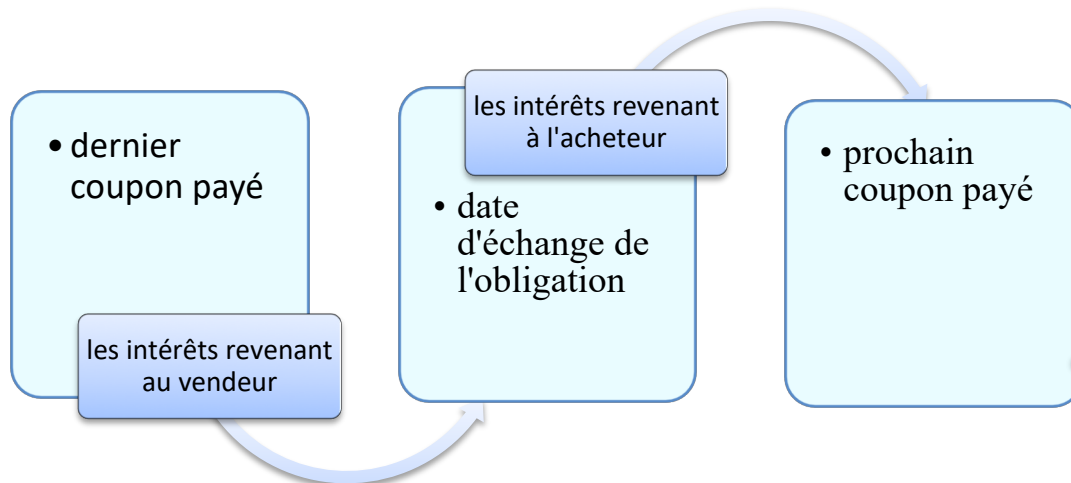 • dernier
coupon payé
les intérêts revenant
au vendeur
les intérêts revenant
à l'acheteur
• date
d'échange de
l'obligation
• prochain
coupon payé